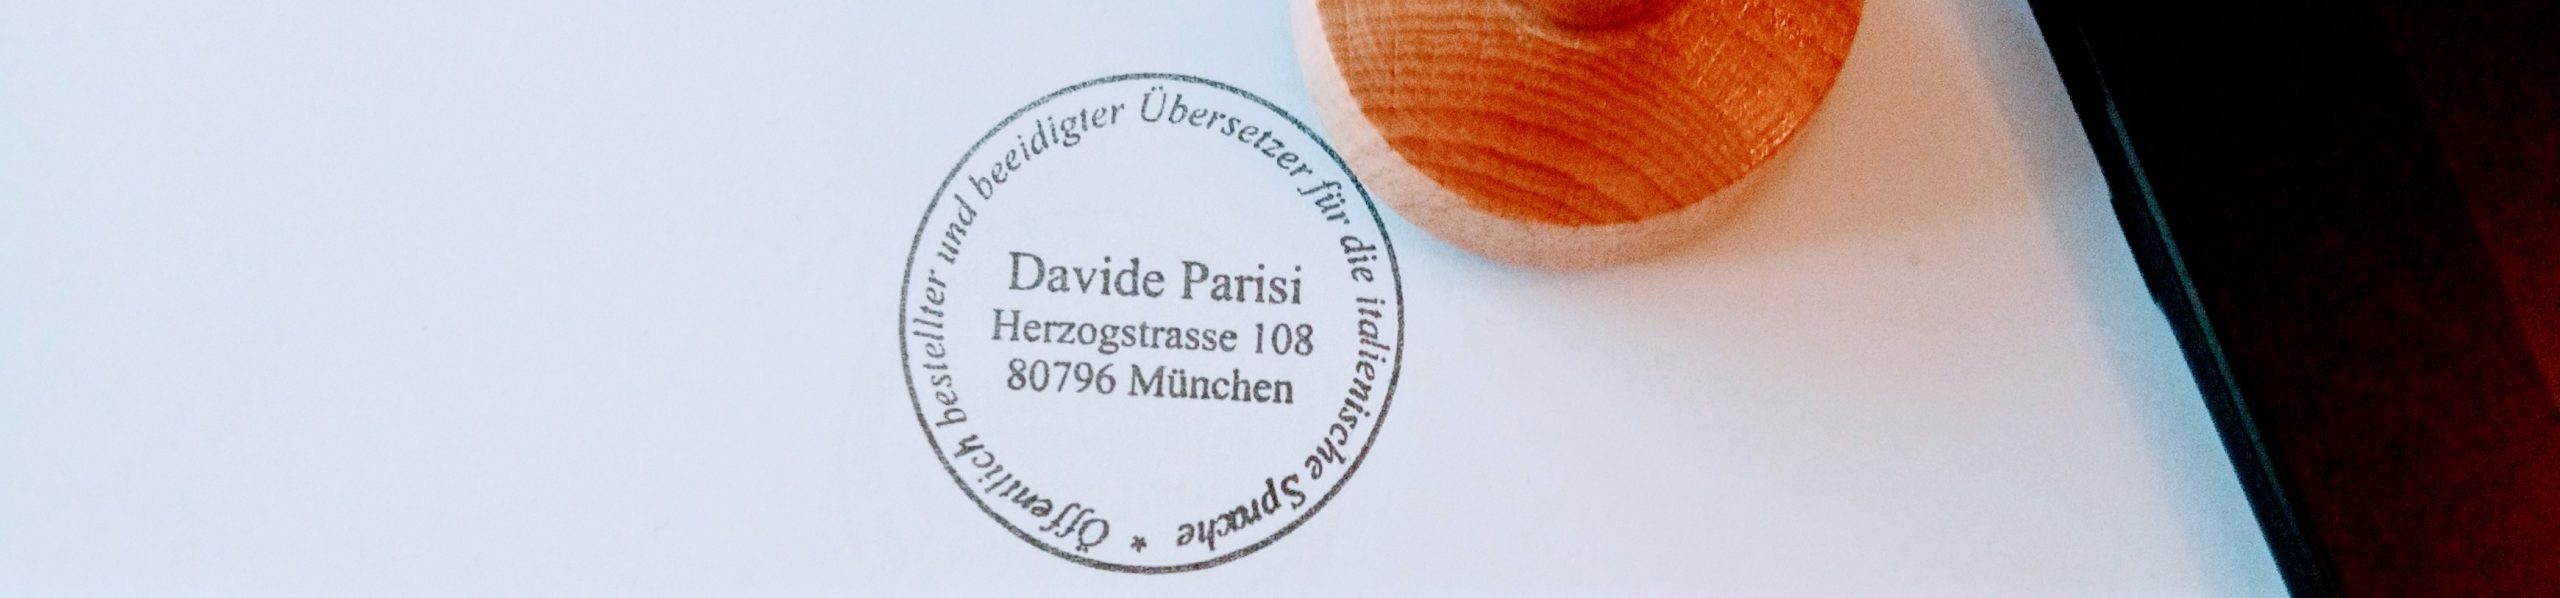 Öffentlich bestellter und beeidigter Übersetzer für die italienische Sprache *
Davide Parisi
Herzogstrasse 108
80796 München